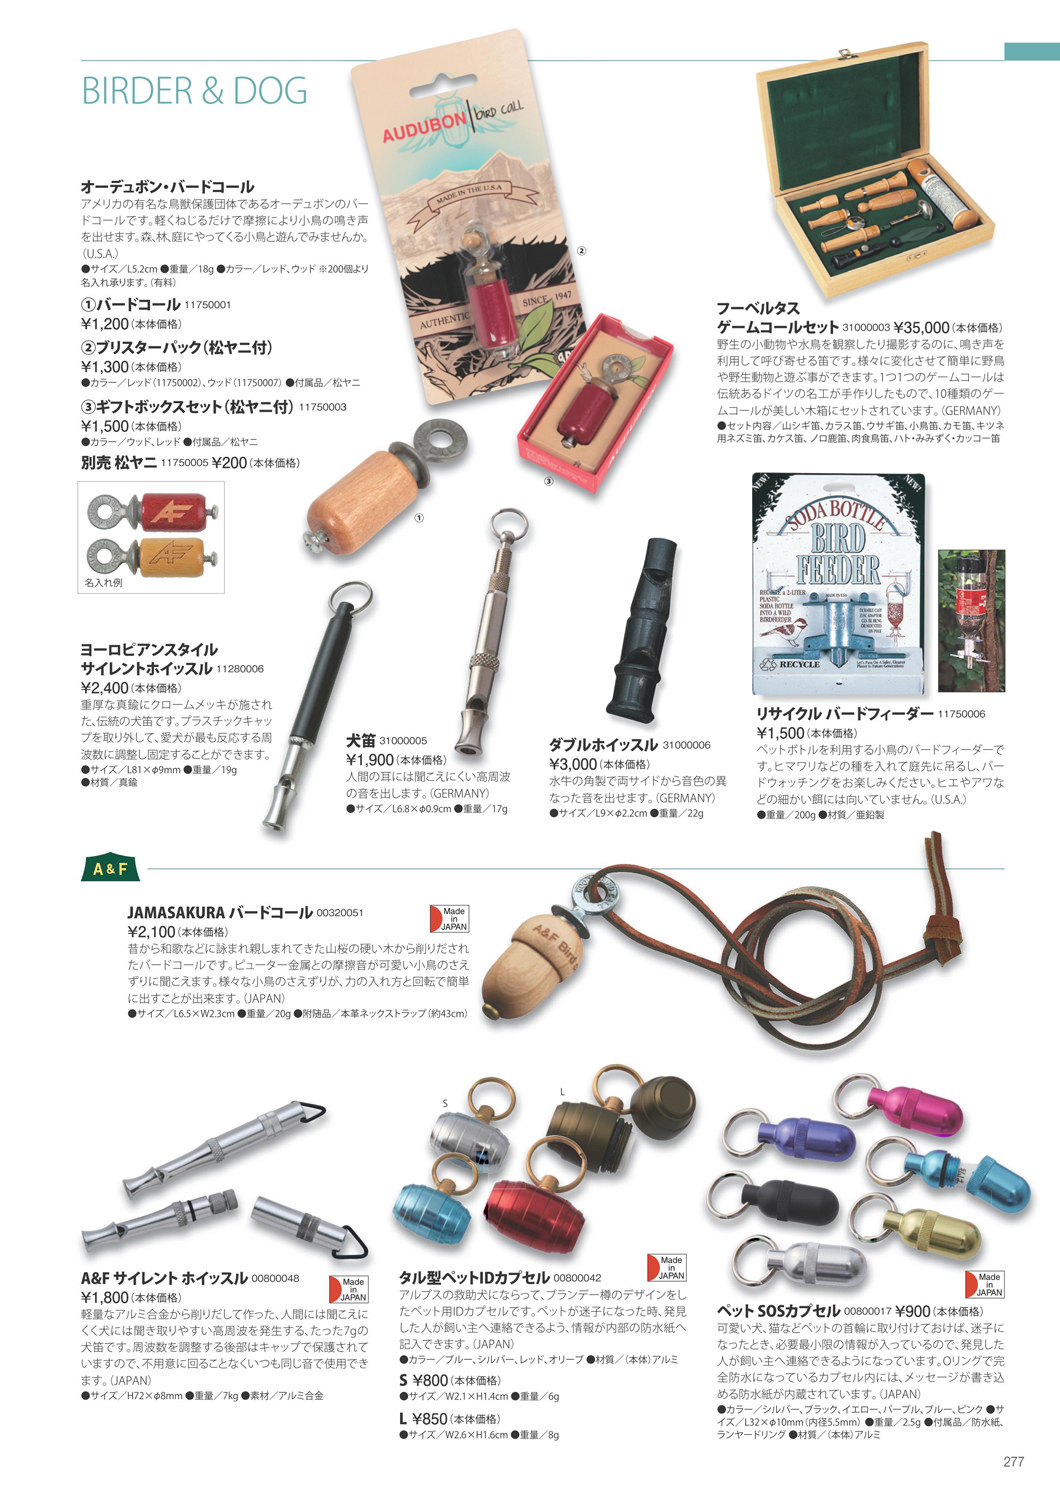 BIRDER & DOG
AUDUBON
bird call
MADE IN THE U.S.A
AUTHENTIC
SINCE 1947
②
オーデュボン・バードコール
アメリカの有名な鳥獣保護団体であるオーデュボンのバー
ドコールです。軽くねじるだけで摩擦により小鳥の鳴き声
を出せます。森、林、庭にやってくる小鳥と遊んでみませんか。
（U.S.A.）
●サイズ／L5.2cm ●重量／18g ●カラー／レッド、ウッド ※200個より
名入れ承ります。（有料）
①バードコール 11750001
¥1,200（本体価格）
②ブリスターパック（松ヤニ付）
¥1,300（本体価格）
●カラー／レッド（11750002）、ウッド（11750007） ●付属品／松ヤニ
③ギフトボックスセット（松ヤニ付） 11750003
¥1,500（本体価格）
●カラー／ウッド、レッド ●付属品／松ヤニ
別売 松ヤニ 11750005 ¥200（本体価格）
名入れ例
①
③
フーベルタス
ゲームコールセット 31000003 ¥35,000（本体価格）
野生の小動物や水鳥を観察したり撮影するのに、鳴き声を
利用して呼び寄せる笛です。様々に変化させて簡単に野鳥
や野生動物と遊ぶ事ができます。1つ1つのゲームコールは
伝統あるドイツの名工が手作りしたもので、10種類のゲー
ムコールが美しい木箱にセットされています。（GERMANY）
●セット内容／山シギ笛、カラス笛、ウサギ笛、小鳥笛、カモ笛、キツネ
用ネズミ笛、カケス笛、ノロ鹿笛、肉食鳥笛、ハト・みみずく・カッコー笛
NEW!
NEW!
SODA BOTTLE
BIRD
FEEDER
2-LITER
PLASTIC
SODA BOTTLE
INTO A WILD
BIRDFEEDER
RECYCLE
ヨーロピアンスタイル
サイレントホイッスル 11280006
¥2,400（本体価格）
重厚な真鍮にクロームメッキが施され
た、伝統の犬笛です。プラスチックキャッ
プを取り外して、愛犬が最も反応する周
波数に調整し固定することができます。
●サイズ／L81×φ9mm ●重量／19g
●材質／真鍮
犬笛 31000005
¥1,900（本体価格）
人間の耳には聞こえにくい高周波
の音を出します。（GERMANY）
●サイズ／L6.8×φ0.9cm ●重量／17g
ダブルホイッスル 31000006
¥3,000（本体価格）
水牛の角製で両サイドから音色の異
なった音を出せます。（GERMANY）
●サイズ／L9×φ2.2cm ●重量／22g
リサイクル バードフィーダー 11750006
¥1,500（本体価格）
ペットボトルを利用する小鳥のバードフィーダーで
す。ヒマワリなどの種を入れて庭先に吊るし、バー
ドウォッチングをお楽しみください。ヒエやアワな
どの細かい餌には向いていません。（U.S.A.）
●重量／200g ●材質／亜鉛製
A & F
JAMASAKURA バードコール 00320051
¥2,100（本体価格）
Made
in
JAPAN
昔から和歌などに詠まれ親しまれてきた山桜の硬い木から削りだされ
たバードコールです。ピューター金属との摩擦音が可愛い小鳥のさえ
ずりに聞こえます。様々な小鳥のさえずりが、力の入れ方と回転で簡単
に出すことが出来ます。（JAPAN）
●サイズ／L6.5×W2.3cm ●重量／20g ●附随品／本革ネックストラップ（約43cm）
A&F Bird
S
L
A&F サイレント ホイッスル 00800048
¥1,800（本体価格）
Made
in
JAPAN
軽量なアルミ合金から削りだして作った、人間には聞こえに
くく犬には聞き取りやすい高周波を発生する、たった7gの
犬笛です。周波数を調整する後部はキャップで保護されて
いますので、不用意に回ることなくいつも同じ音で使用でき
ます。（JAPAN）
●サイズ／H72×φ8mm ●重量／7kg ●素材／アルミ合金
タル型ペットIDカプセル 00800042
Made
in
JAPAN
アルプスの救助犬にならって、ブランデー樽のデザインをし
たペット用IDカプセルです。ペットが迷子になった時、発見
した人が飼い主へ連絡できるよう、情報が内部の防水紙へ
記入できます。（JAPAN）
●カラー／ブルー、シルバー、レッド、オリーブ ●材質／（本体）アルミ
S ¥800（本体価格）
●サイズ／W2.1×H1.4cm ●重量／6g
L ¥850（本体価格）
●サイズ／W2.6×H1.6cm ●重量／8g
Made
in
JAPAN
ペット SOSカプセル 00800017 ¥900（本体価格）
可愛い犬、猫などペットの首輪に取り付けておけば、迷子に
なったとき、必要最小限の情報が入っているので、発見した
人が飼い主へ連絡できるようになっています。Oリングで完
全防水になっているカプセル内には、メッセージが書き込
める防水紙が内蔵されています。（JAPAN）
●カラー／シルバー、ブラック、イエロー、パープル、ブルー、ピンク ●サ
イズ／L32×φ10mm（内径5.5mm） ●重量／2.5g ●付属品／防水紙、
ランヤードリング ●材質／（本体）アルミ
277